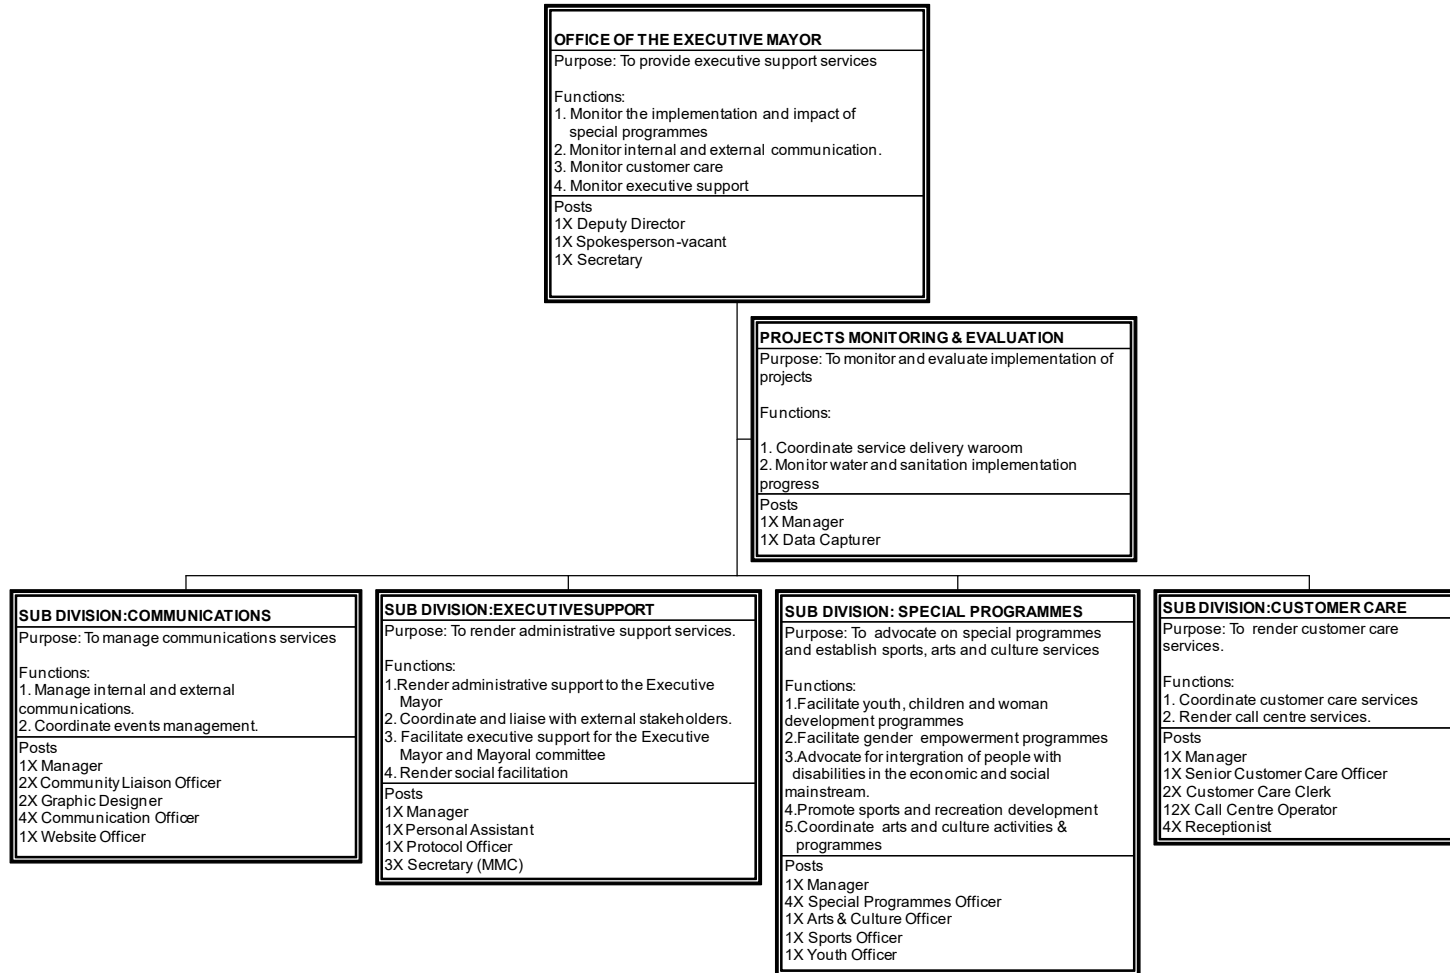 OFFICE OF THE EXECUTIVE MAYOR
Purpose: To provide executive support services
Functions:
1. Monitor the implementation and impact of
special programmes
2. Monitor internal and external communication.
3. Monitor customer care
4. Monitor executive support
Posts
1X Deputy Director
1X Spokesperson-vacant
1X Secretary
PROJECTS MONITORING & EVALUATION
Purpose: To monitor and evaluate implementation of
projects
Functions:
1. Coordinate service delivery waroom
2. Monitor water and sanitation implementation
progress
Posts
1X Manager
1X Data Capturer
SUB DIVISION:COMMUNICATIONS
Purpose: To manage communications services
Functions:
1. Manage internal and external
communications.
2. Coordinate events management.
Posts
1X Manager
2X Community Liaison Officer
2X Graphic Designer
4X Communication Officer
1X Website Officer
SUB DIVISION:EXECUTIVESUPPORT
Purpose: To render administrative support services.
Functions:
1.Render administrative support to the Executive
Mayor
2. Coordinate and liaise with external stakeholders.
3. Facilitate executive support for the Executive
Mayor and Mayoral committee
4. Render social facilitation
Posts
1X Manager
1X Personal Assistant
1X Protocol Officer
3X Secretary (MMC)
SUB DIVISION: SPECIAL PROGRAMMES
Purpose: To advocate on special programmes
and establish sports, arts and culture services
Functions:
1.Facilitate youth, children and woman
development programmes
2.Facilitate gender empowerment programmes
3.Advocate for intergration of people with
disabilities in the economic and social
mainstream.
4.Promote sports and recreation development
5.Coordinate arts and culture activities &
programmes
Posts
1X Manager
4X Special Programmes Officer
1X Arts & Culture Officer
1X Sports Officer
1X Youth Officer
SUB DIVISION:CUSTOMER CARE
Purpose: To render customer care
services.
Functions:
1. Coordinate customer care services
2. Render call centre services.
Posts
1X Manager
1X Senior Customer Care Officer
2X Customer Care Clerk
12X Call Centre Operator
4X Receptionist